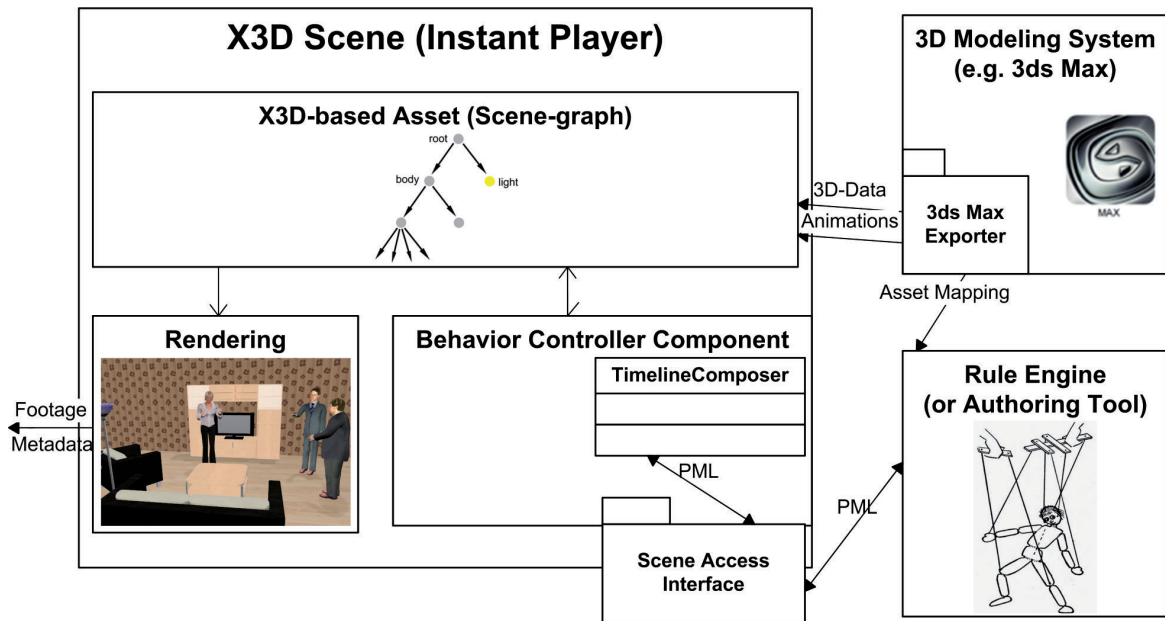 X3D Scene (Instant Player)
X3D-based Asset (Scene-graph)
root
body
light
3D Modeling System
(e.g. 3ds Max)
MAX
3ds Max
Exporter
3D-Data
Animations
Asset Mapping
Rendering
Behavior Controller Component
TimelineComposer
PML
Scene Access
Interface
PML
Rule Engine
(or Authoring Tool)
Footage
Metadata